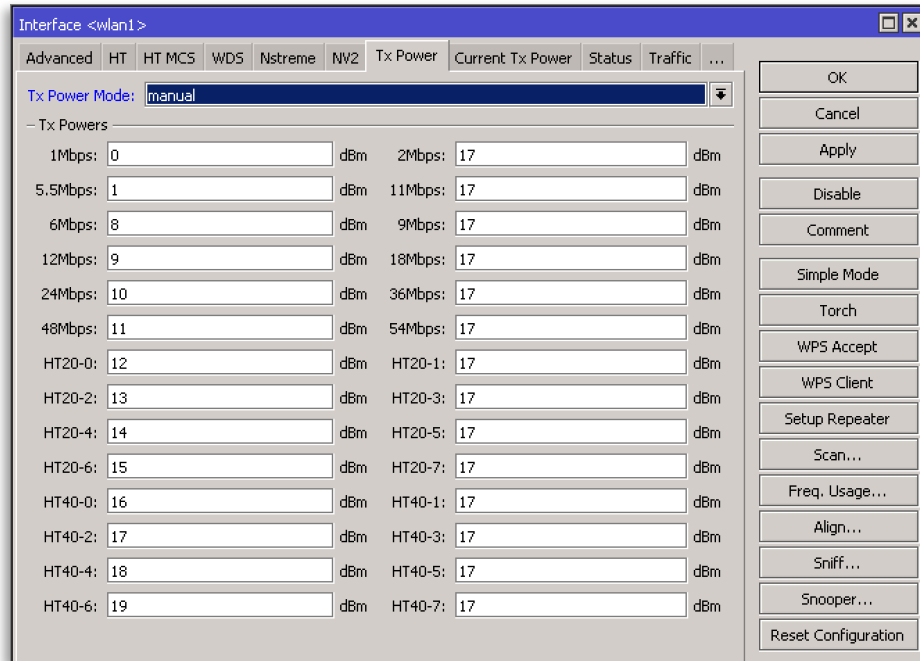 Interface <wlan1>
Advanced HT HT MCS WDS Nstreme NV2 Tx Power Current Tx Power Status Traffic ...
Tx Power Mode: manual
Tx Powers
1Mbps: 0 dBm 2Mbps: 17 dBm
5.5Mbps: 1 dBm 11Mbps: 17 dBm
6Mbps: 8 dBm 9Mbps: 17 dBm
12Mbps: 9 dBm 18Mbps: 17 dBm
24Mbps: 10 dBm 36Mbps: 17 dBm
48Mbps: 11 dBm 54Mbps: 17 dBm
HT20-0: 12 dBm HT20-1: 17 dBm
HT20-2: 13 dBm HT20-3: 17 dBm
HT20-4: 14 dBm HT20-5: 17 dBm
HT20-6: 15 dBm HT20-7: 17 dBm
HT40-0: 16 dBm HT40-1: 17 dBm
HT40-2: 17 dBm HT40-3: 17 dBm
HT40-4: 18 dBm HT40-5: 17 dBm
HT40-6: 19 dBm HT40-7: 17 dBm
OK
Cancel
Apply
Disable
Comment
Simple Mode
Torch
WPS Accept
WPS Client
Setup Repeater
Scan...
Freq. Usage...
Align...
Sniff...
Snooper...
Reset Configuration